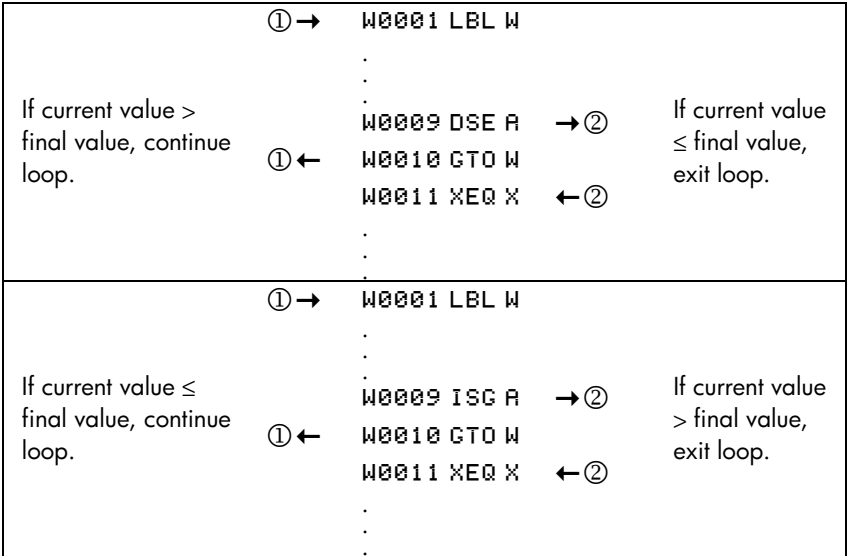 ①→ W0001 LBL W
.
.
.
If current value >
final value, continue
loop.
W0009 DSE A →②
①← W0010 GTO W
W0011 XEQ X ←②
If current value
≤ final value,
exit loop.
.
.
.
①→ W0001 LBL W
.
.
.
If current value ≤
final value, continue
loop.
W0009 ISG A →②
①← W0010 GTO W
W0011 XEQ X ←②
If current value
> final value,
exit loop.
.
.
.